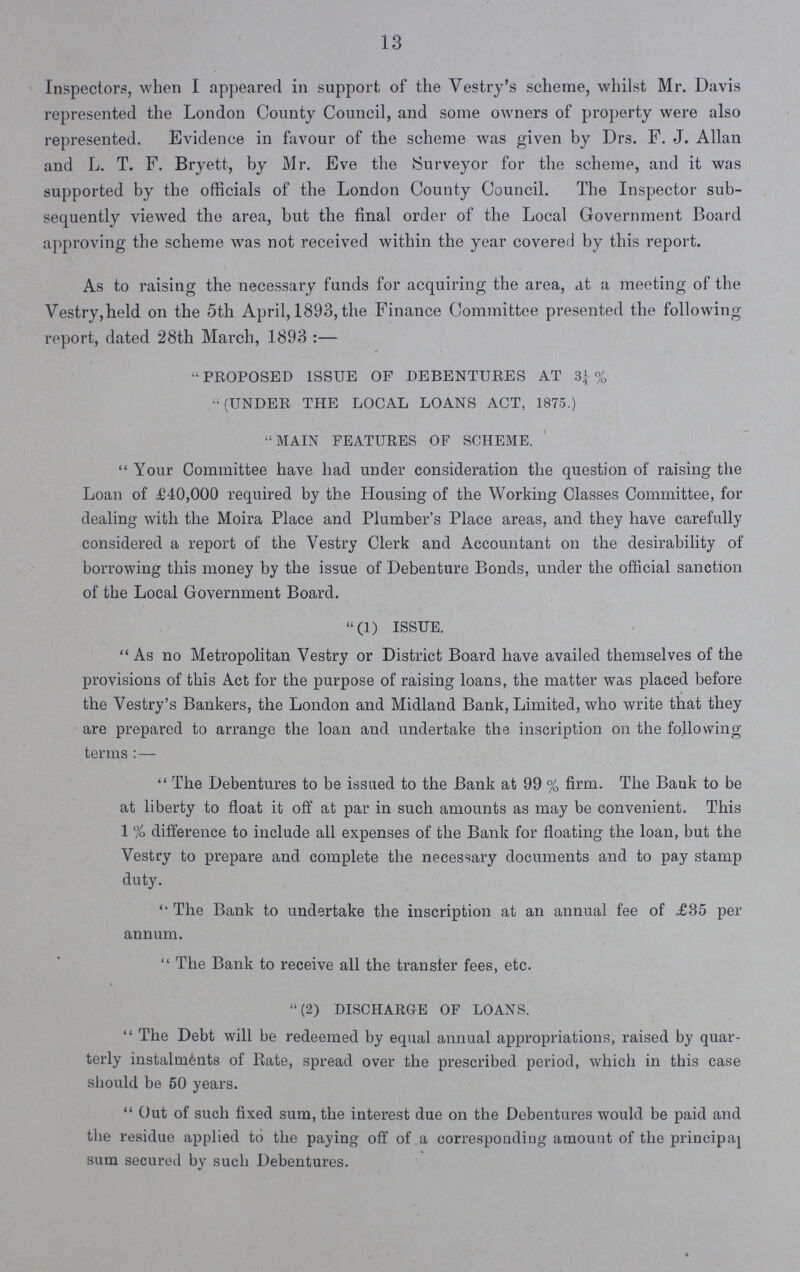 13
Inspectors, when I appeared in support of the Vestry's scheme, whilst Mr. Davis
represented the London County Council, and some owners of property were also
represented. Evidence in favour of the scheme was given by Drs. F. J. Allan
and L. T. F. Bryett, by Mr. Eve the Surveyor for the scheme, and it was
supported by the officials of the London County Council. The Inspector sub-
sequently viewed the area, but the final order of the Local Government Board
approving the scheme was not received within the year covered by this report.
As to raising the necessary funds for acquiring the area, at a meeting of the
Vestry,held on the 5th April,1893,the Finance Committee presented the following
report, dated 28th March, 1893 :—
"PROPOSED ISSUE OF DEBENTURES AT 3¼ %
"(UNDER THE LOCAL LOANS ACT, 1875.)
"MAIN FEATURES OF SCHEME.
"Your Committee have had under consideration the question of raising the
Loan of £40,000 required by the Housing of the Working Classes Committee, for
dealing with the Moira Place and Plumber's Place areas, and they have carefully
considered a report of the Vestry Clerk and Accountant on the desirability of
borrowing this money by the issue of Debenture Bonds, under the official sanction
of the Local Government Board.
"(1) ISSUE.
"As no Metropolitan Vestry or District Board have availed themselves of the
provisions of this Act for the purpose of raising loans, the matter was placed before
the Vestry's Bankers, the London and Midland Bank, Limited, who write that they
are prepared to arrange the loan and undertake the inscription on the following
terms :—
"The Debentures to be issued to the Bank at 99 % firm. The Bank to be
at liberty to float it off at par in such amounts as may be convenient. This
1 % difference to include all expenses of the Bank for floating the loan, but the
Vestry to prepare and complete the necessary documents and to pay stamp
duty.
"The Bank to undertake the inscription at an annual fee of £35 per
annum.
"The Bank to receive all the transfer fees, etc.
"(2) DISCHARGE OF LOANS.
"The Debt will be redeemed by equal annual appropriations, raised by quar-
terly instalments of Rate, spread over the prescribed period, which in this case
should be 50 years.
"Out of such fixed sum, the interest due on the Debentures would be paid and
the residue applied to the paying off of a corresponding amount of the principal
sum secured by such Debentures.